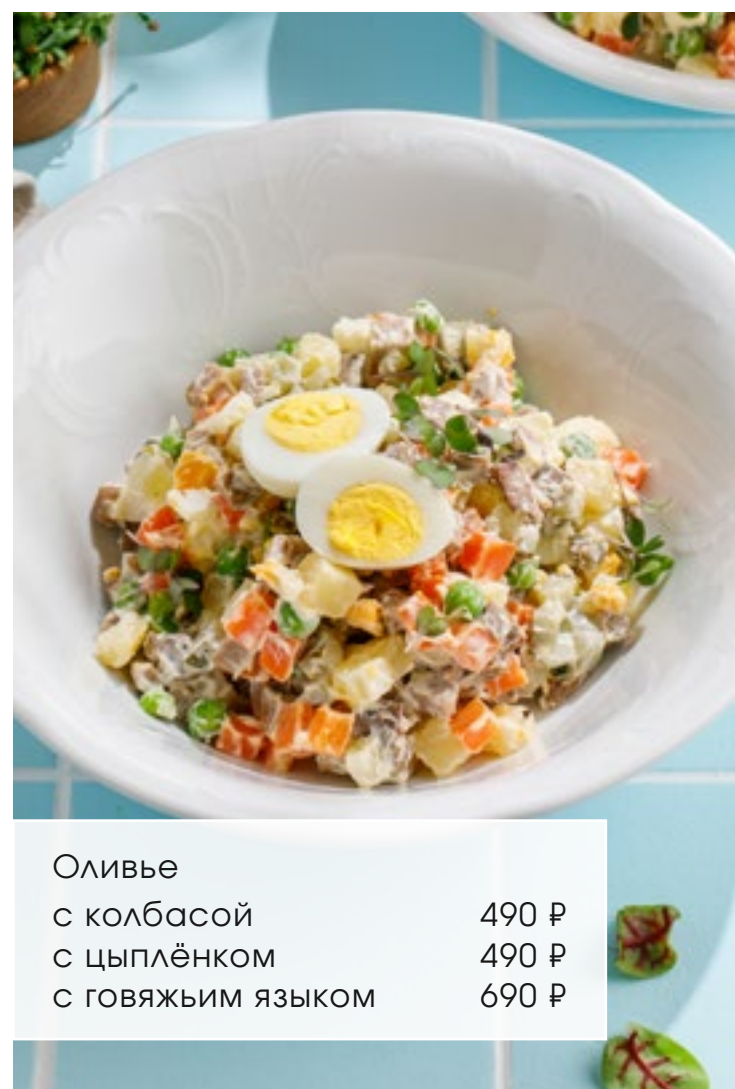 Оливье
с колбасой 490 ₽
с цыплёнком 490 ₽
с говяжьим языком 690 ₽